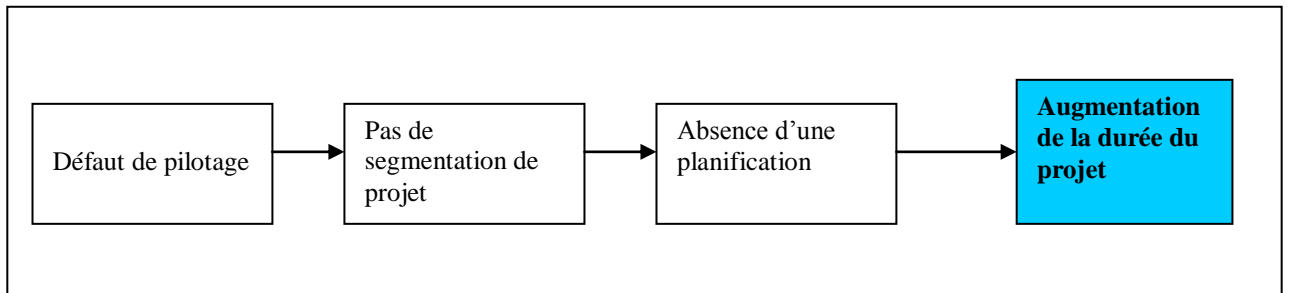 Défaut de pilotage
Pas de
segmentation de
projet
Absence d’une
planification
Augmentation
de la durée du
projet